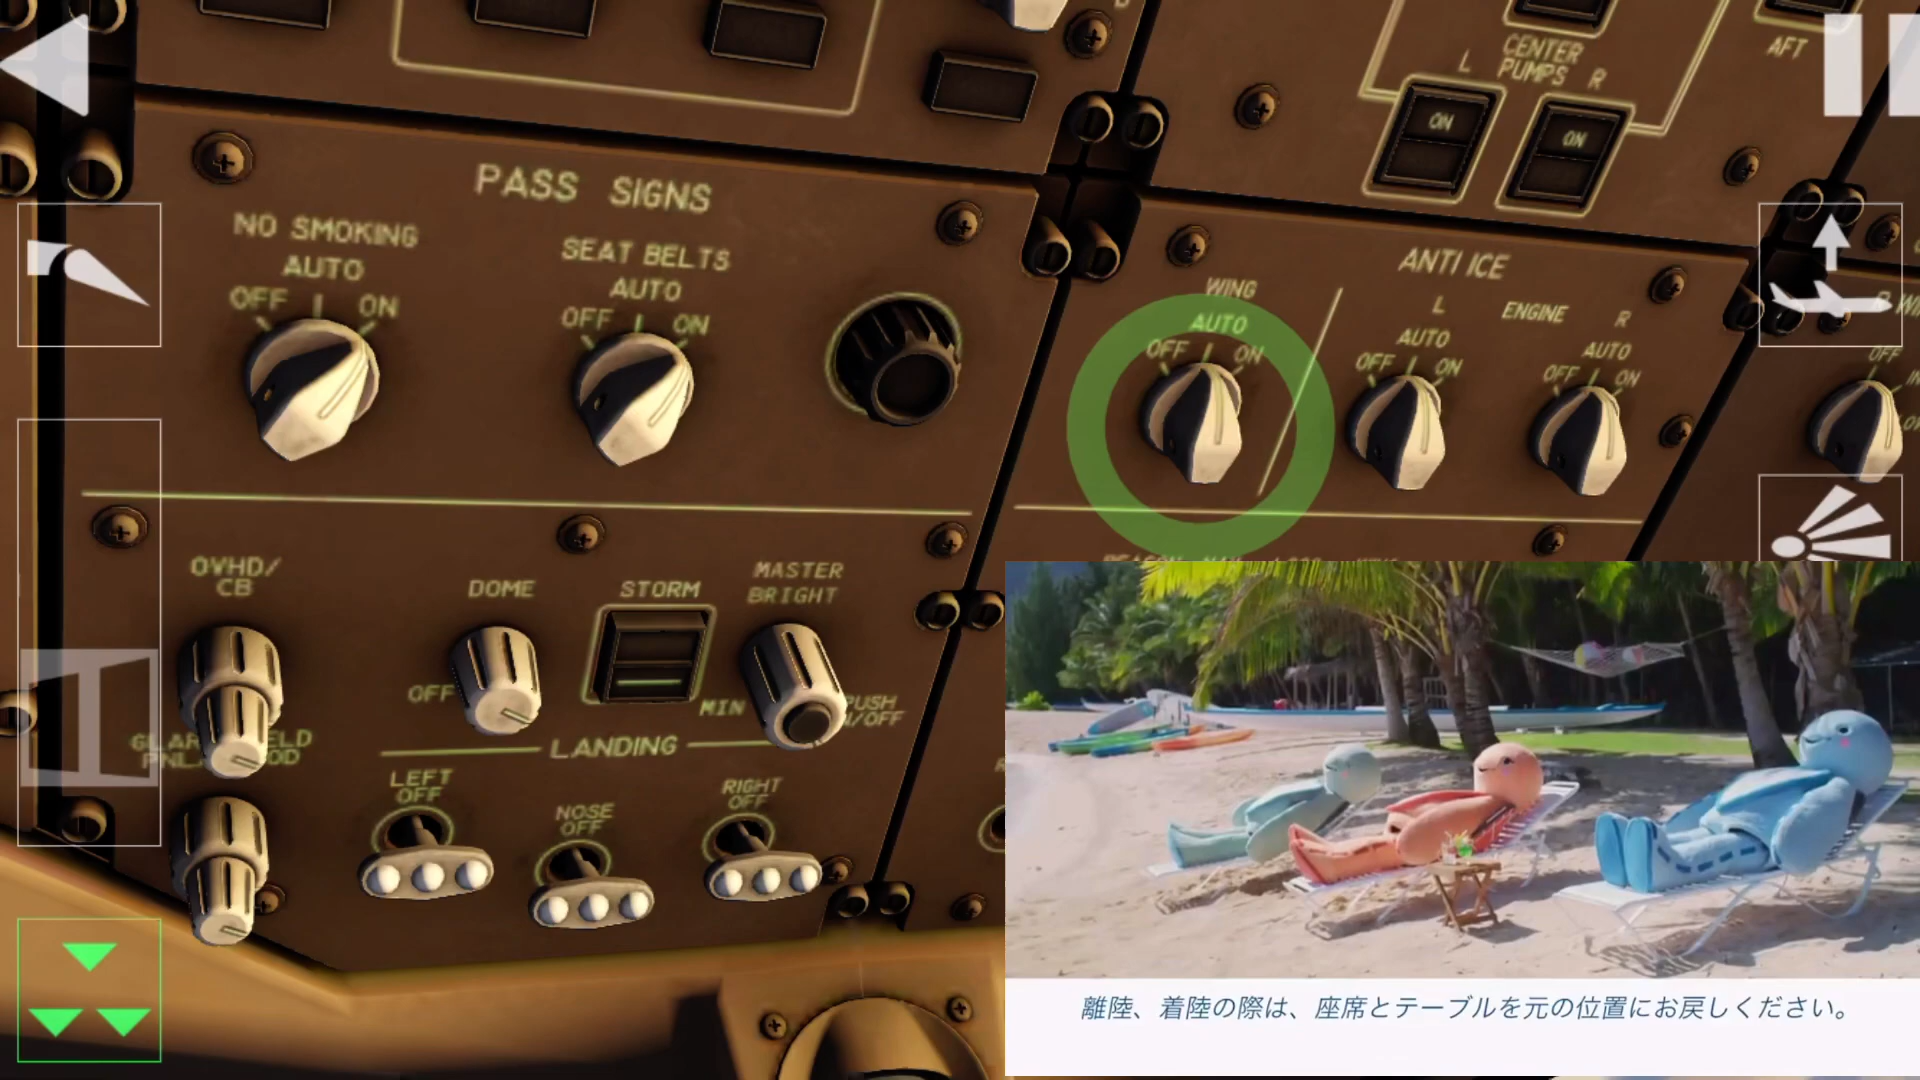 CENTER
L PUMPS R
AFT
ON
ON
PASS SIGNS
NO SMOKING
AUTO
OFF ON
SEAT BELTS
AUTO
OFF ON
ANTI ICE
WING
AUTO
OFF ON
L ENGINE R
AUTO
OFF ON
AUTO
OFF ON
OFF
OVHD/
CB
DOME
OFF
STORM
MASTER
BRIGHT
MIN
LANDING
LEFT
OFF
NOSE
OFF
RIGHT
OFF
離陸、着陸の際は、座席とテーブルを元の位置にお戻しください。